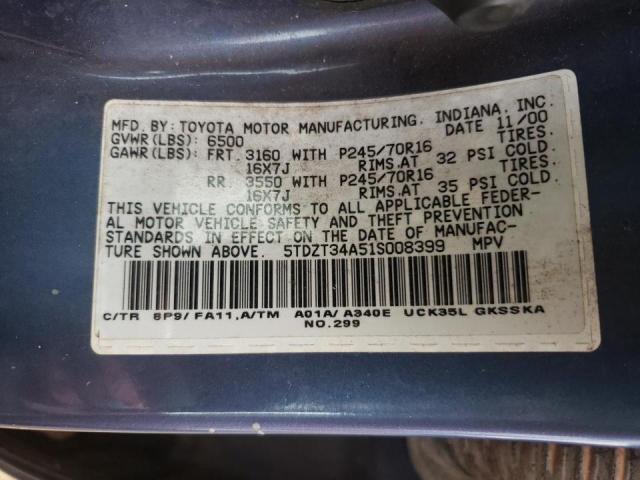 MFD. BY: TOYOTA MOTOR MANUFACTURING, INDIANA, INC.
GVWR(LBS): 6500 DATE 11/00
GAWR(LBS): FRT. 3160 WITH P245/70R16 TIRES,
16X7J RIMS,AT 32 PSI COLD.
RR 3550 WITH P245/70R16 TIRES,
16X7J RIMS,AT 35 PSI COLD.
THIS VEHICLE CONFORMS TO ALL APPLICABLE FEDER-
AL MOTOR VEHICLE SAFETY AND THEFT PREVENTION
STANDARDS IN EFFECT ON THE DATE OF MANUFAC-
TURE SHOWN ABOVE. 5TDZT34A51S008399 MPV
C/TR 8P9/FA11,A/TM A01A/A340E UCK35L GKSSKA
NO.299